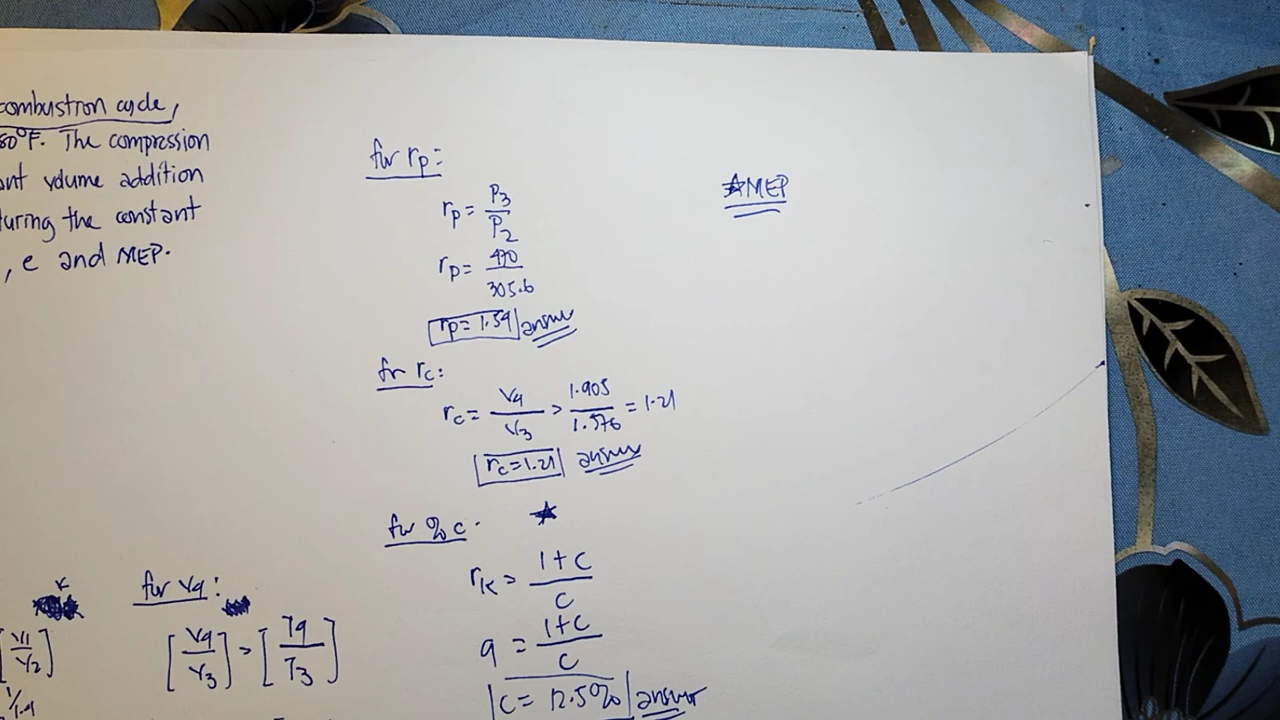 combustion cycle,
80°F. The compression
ant volume addition
during the constant
, e and MEP.
[V1/V2]
1/1.4
for V4:
[V4/V3] = [T4/T3]
for rp:
rp = P3/P2
rp = 470/305.6
rp = 1.54 answer
for rc:
rc = V4/V3 = 1.905/1.576 = 1.21
rc = 1.21 answer
for % c:
rk = 1+c/c
9 = 1+c/c
c = 12.5% answer
MEP